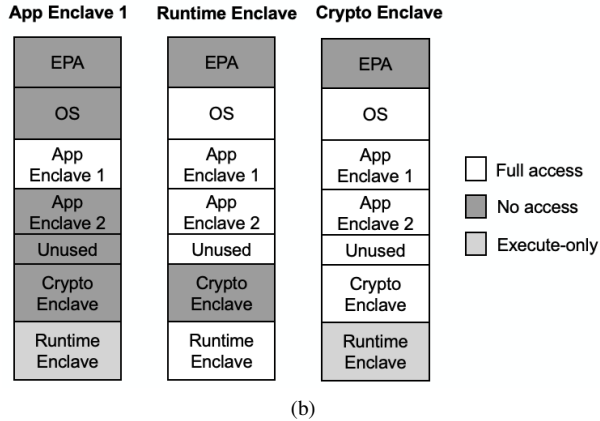 App Enclave 1
EPA
OS
App
Enclave 1
App
Enclave 2
Unused
Crypto
Enclave
Runtime
Enclave
Runtime Enclave
EPA
OS
App
Enclave 1
App
Enclave 2
Unused
Crypto
Enclave
Runtime
Enclave
Crypto Enclave
EPA
OS
App
Enclave 1
App
Enclave 2
Unused
Crypto
Enclave
Runtime
Enclave
Full access
No access
Execute-only
(b)